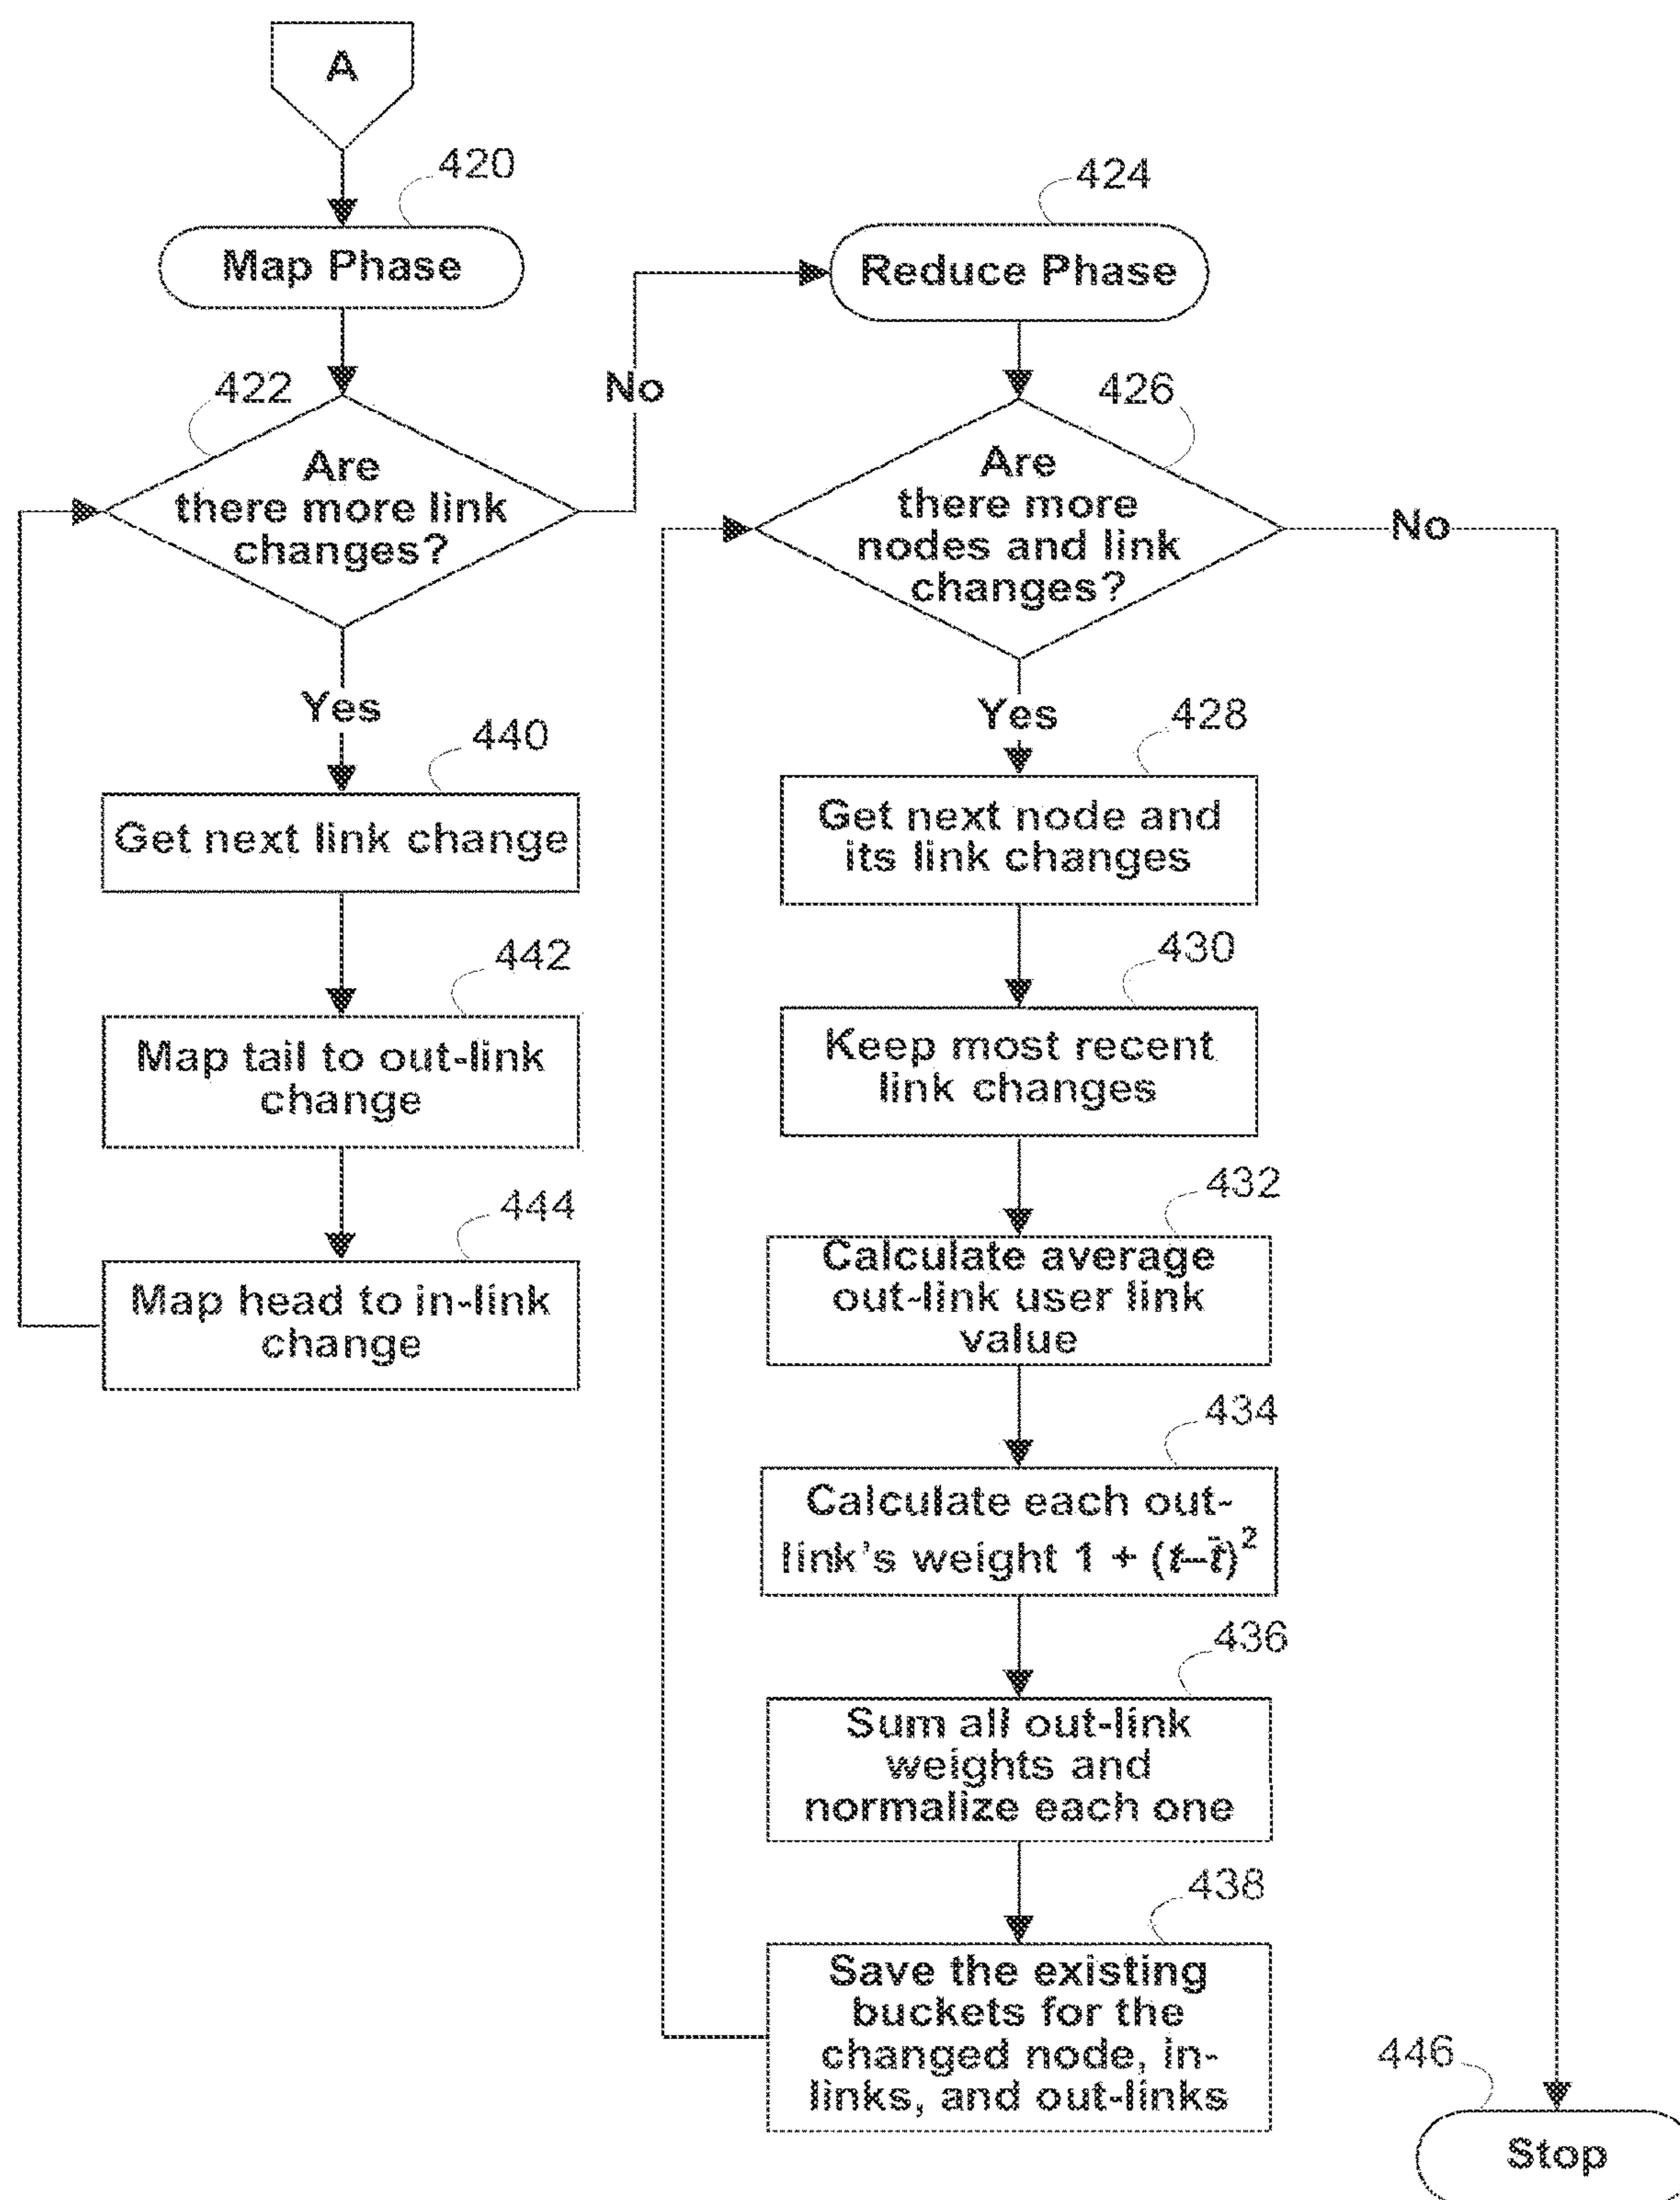 A
420
Map Phase
422
Are
there more link
changes?
No
Yes
440
Get next link change
442
Map tail to out-link
change
444
Map head to in-link
change
424
Reduce Phase
426
Are
there more
nodes and link
changes?
No
Yes
428
Get next node and
its link changes
430
Keep most recent
link changes
432
Calculate average
out-link user link
value
434
Calculate each out-
link's weight 1 + (t–t̄)²
436
Sum all out-link
weights and
normalize each one
438
Save the existing
buckets for the
changed node, in-
links, and out-links
446
Stop